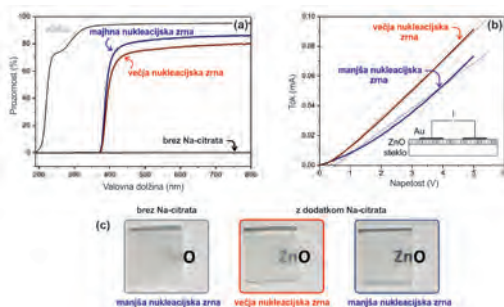 (a)
100
80
60
40
20
0
Prozornost (%)
majhna nukleacijska zrna
večja nukleacijska zrna
brez Na-citrata
200 300 400 500 600 700 800
Valovna dolžina (nm)
(b)
0.10
0.08
0.06
0.04
0.02
0.00
Tok (mA)
večja nukleacijska
zrna
manjša nukleacijska
zrna
I
Au
ZnO
steklo
0 1 2 3 4 5 6
Napetost (V)
(c)
brez Na-citrata
z dodatkom Na-citrata
O
ZnO
ZnO
manjša nukleacijska zrna
večja nukleacijska zrna
manjša nukleacijska zrna